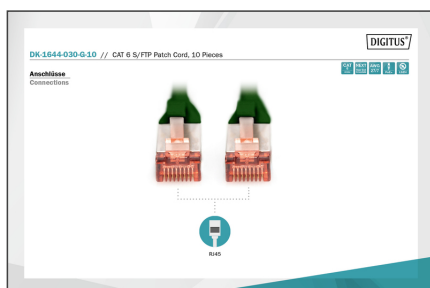 DIGITUS®
DK-1644-030-G-10 // CAT 6 S/FTP Patch Cord, 10 Pieces
Anschlüsse
Connections
RJ45